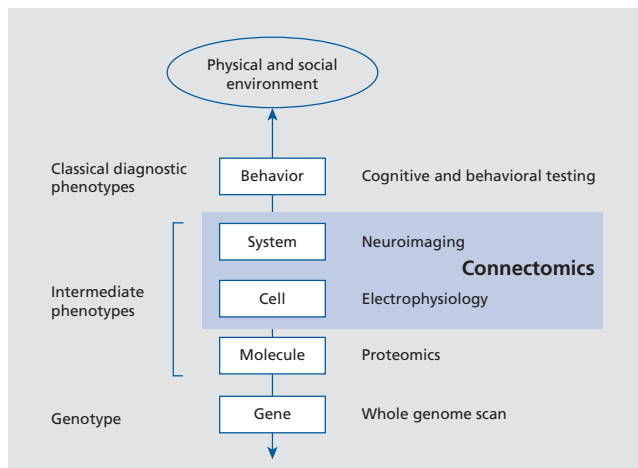 Physical and social
environment
Classical diagnostic
phenotypes
Behavior
Cognitive and behavioral testing
System
Neuroimaging
Connectomics
Intermediate
phenotypes
Cell
Electrophysiology
Molecule
Proteomics
Genotype
Gene
Whole genome scan